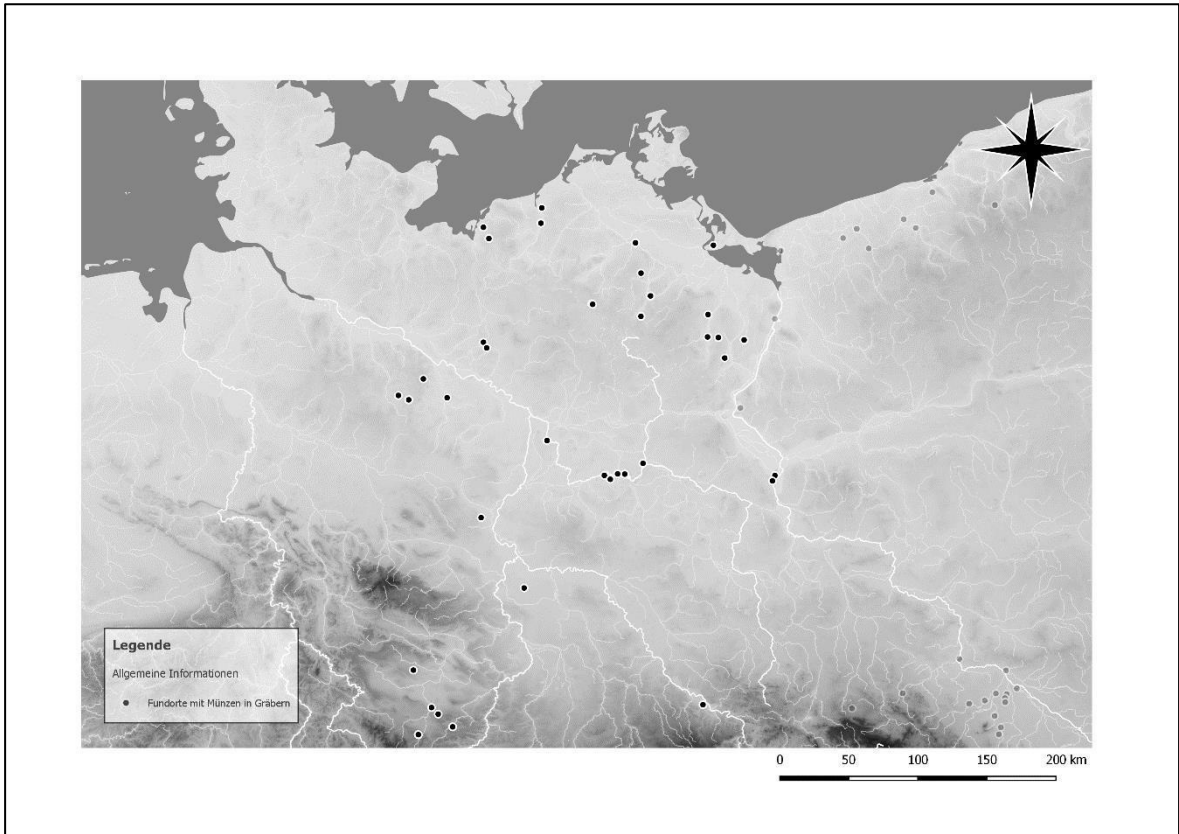 Legende
Allgemeine Informationen
Fundorte mit Münzen in Gräbern
0 50 100 150 200 km